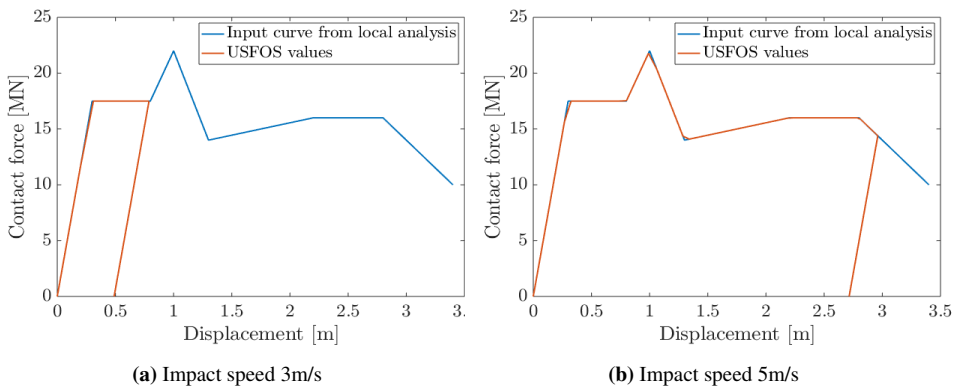 25
20
15
10
5
0
Contact force [MN]
Input curve from local analysis
USFOS values
0 0.5 1 1.5 2 2.5 3 3.
Displacement [m]
(a) Impact speed 3m/s
25
20
15
10
5
0
Contact force [MN]
Input curve from local analysis
USFOS values
0 0.5 1 1.5 2 2.5 3 3.5
Displacement [m]
(b) Impact speed 5m/s